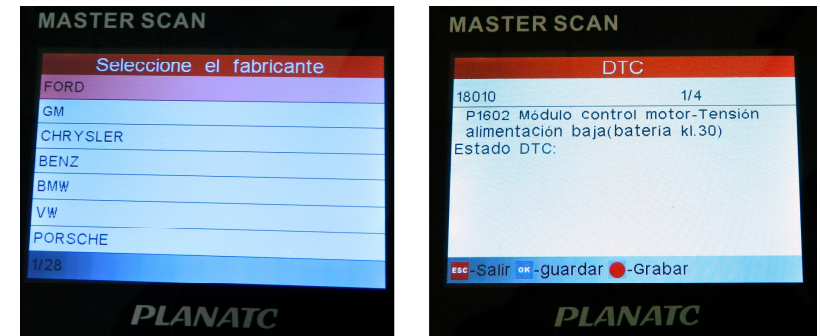 MASTER SCAN
Seleccione el fabricante
FORD
GM
CHRYSLER
BENZ
BMW
VW
PORSCHE
1/28
PLANATC
MASTER SCAN
DTC
18010 1/4
P1602 Módulo control motor-Tensión
alimentación baja(batería kl.30)
Estado DTC:
ESC-Salir OK-guardar -Grabar
PLANATC